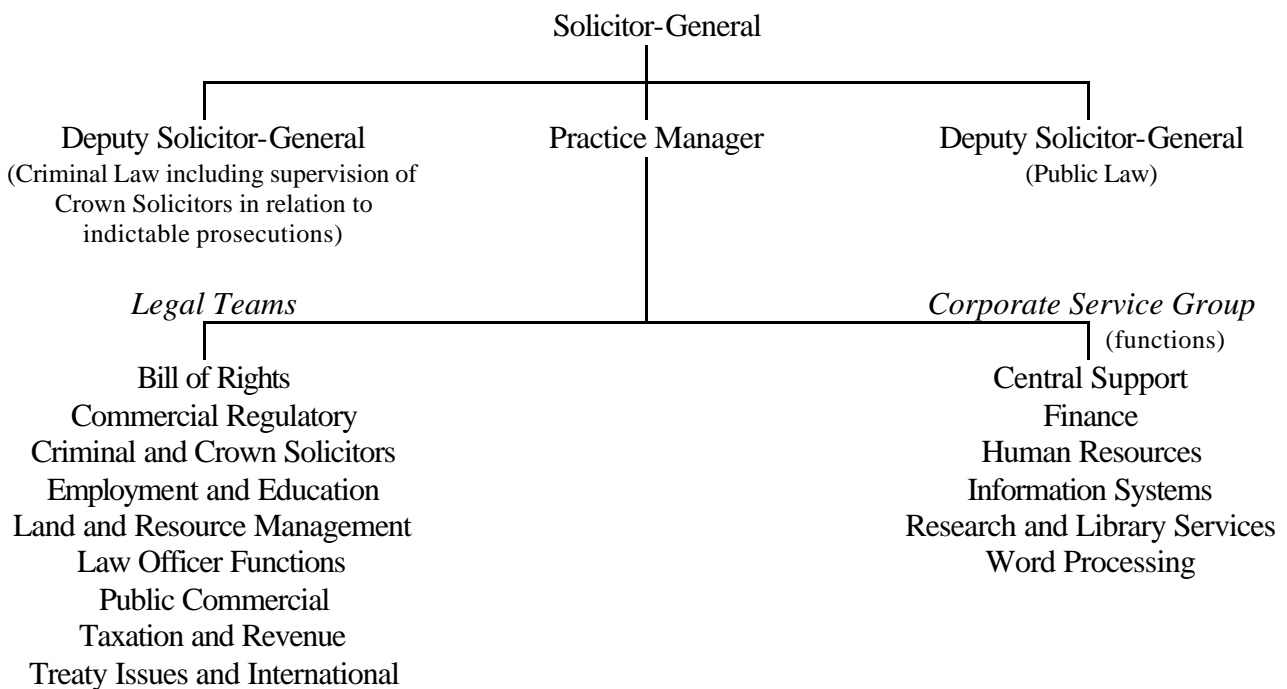 Solicitor-General
Deputy Solicitor-General
(Criminal Law including supervision of
Crown Solicitors in relation to
indictable prosecutions)
Practice Manager
Deputy Solicitor-General
(Public Law)
Legal Teams
Bill of Rights
Commercial Regulatory
Criminal and Crown Solicitors
Employment and Education
Land and Resource Management
Law Officer Functions
Public Commercial
Taxation and Revenue
Treaty Issues and International
Corporate Service Group
(functions)
Central Support
Finance
Human Resources
Information Systems
Research and Library Services
Word Processing